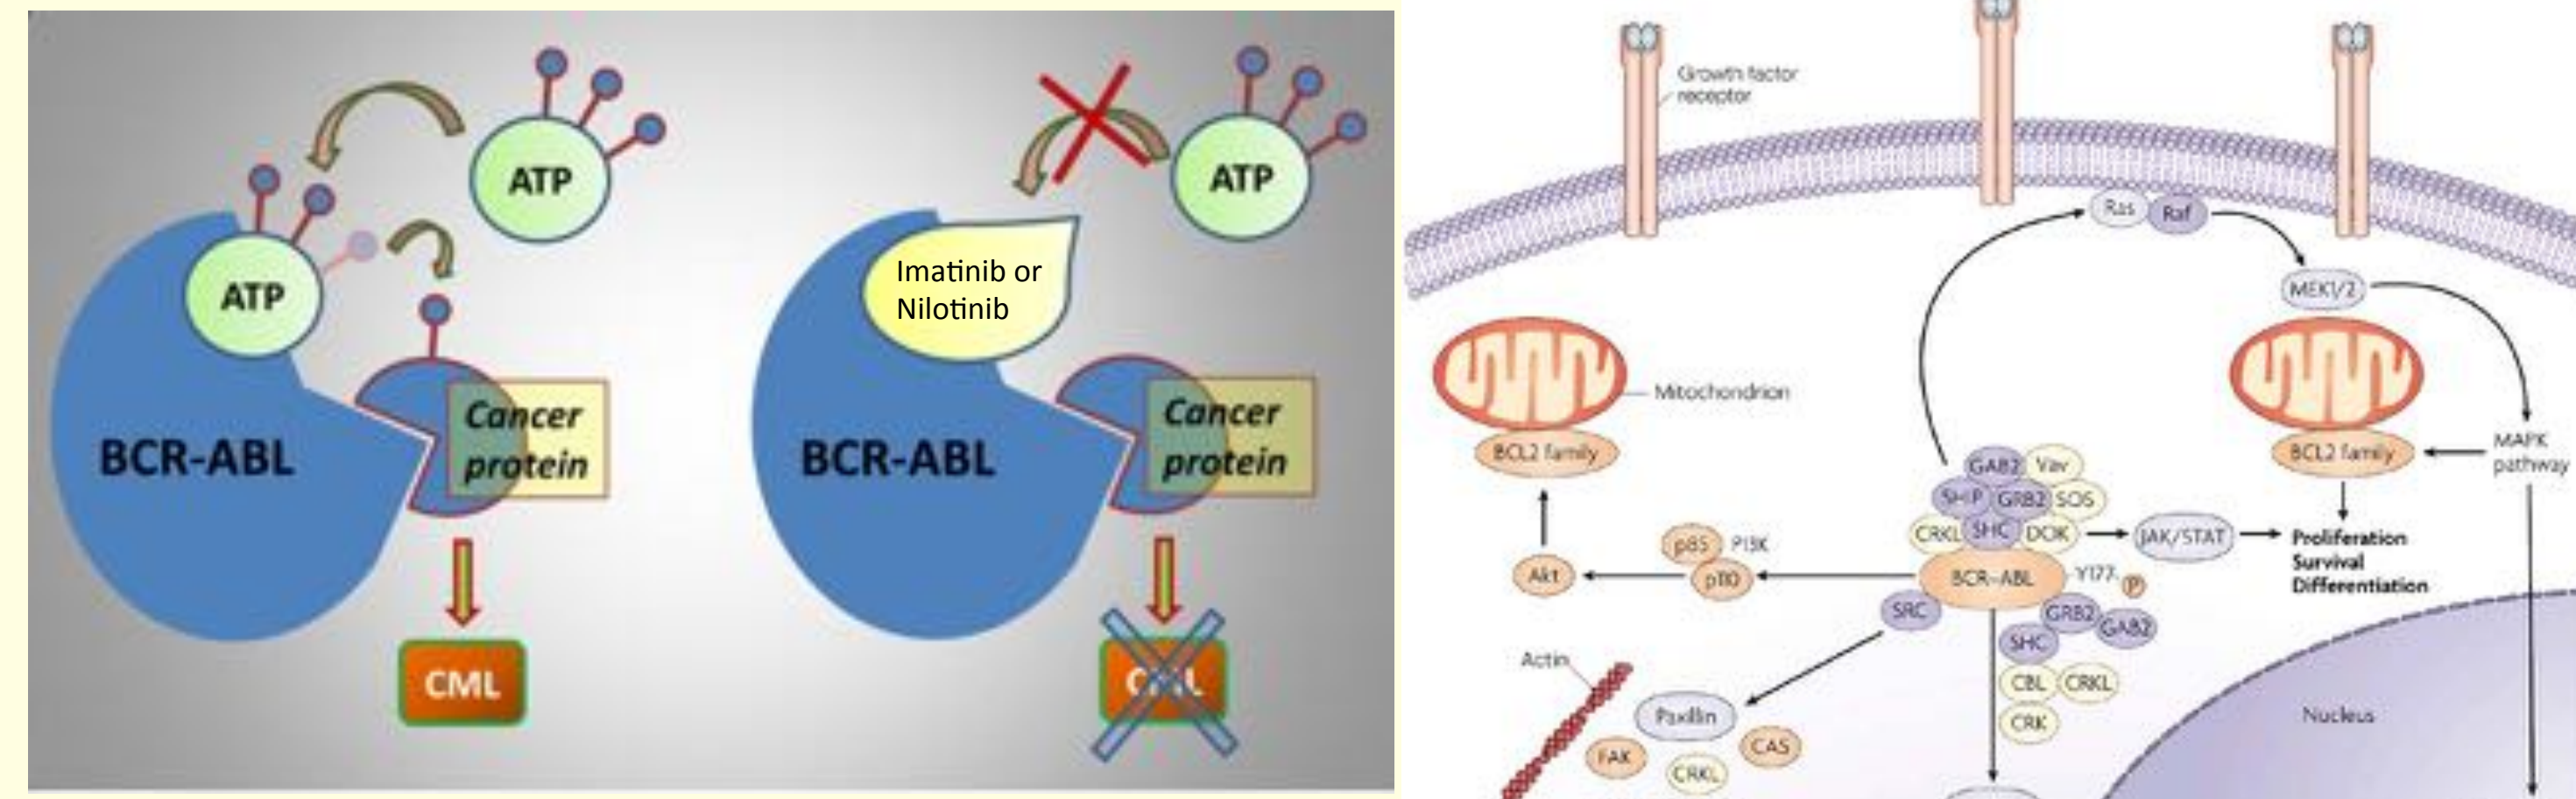 ATP
ATP
BCR-ABL
Cancer
protein
CML
ATP
Imatinib or
Nilotinib
BCR-ABL
Cancer
protein
CML
Growth factor
receptor
Ras
Raf
MEK1/2
Mitochondrion
BCL2 family
BCL2 family
MAPK
pathway
GAB2
Vav
SHIP
GRB2
SOS
CRKL
SHC
DOK
JAK/STAT
Proliferation
Survival
Differentiation
p85
PI3K
Akt
p110
BCR–ABL
Y177
P
SRC
GRB2
GAB2
SHC
Actin
CBL
CRKL
Paxillin
CRK
Nucleus
FAK
CAS
CRKL